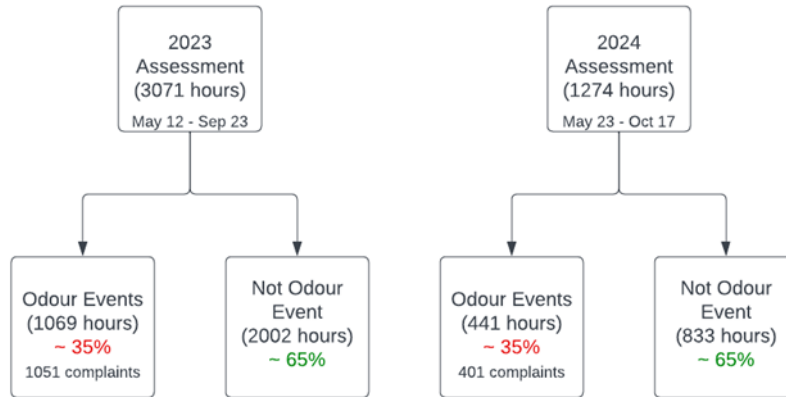 2023
Assessment
(3071 hours)
May 12 - Sep 23
2024
Assessment
(1274 hours)
May 23 - Oct 17
Odour Events
(1069 hours)
~ 35%
1051 complaints
Not Odour
Event
(2002 hours)
~ 65%
Odour Events
(441 hours)
~ 35%
401 complaints
Not Odour
Event
(833 hours)
~ 65%